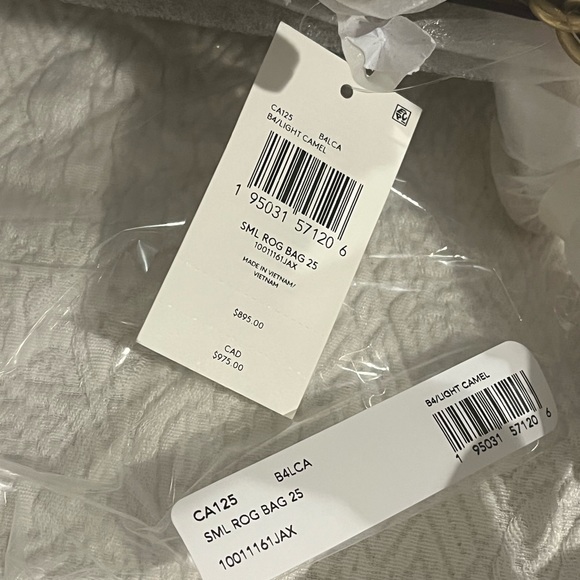 CA125 B4LCA
B4/LIGHT CAMEL
1 95031 57120 6
SML ROG BAG 25
10011161JAX
MADE IN VIETNAM/
VIETNAM
$895.00
CAD
$975.00
B4/LIGHT CAMEL
1 95031 57120 6
CA125 B4LCA
SML ROG BAG 25
10011161JAX